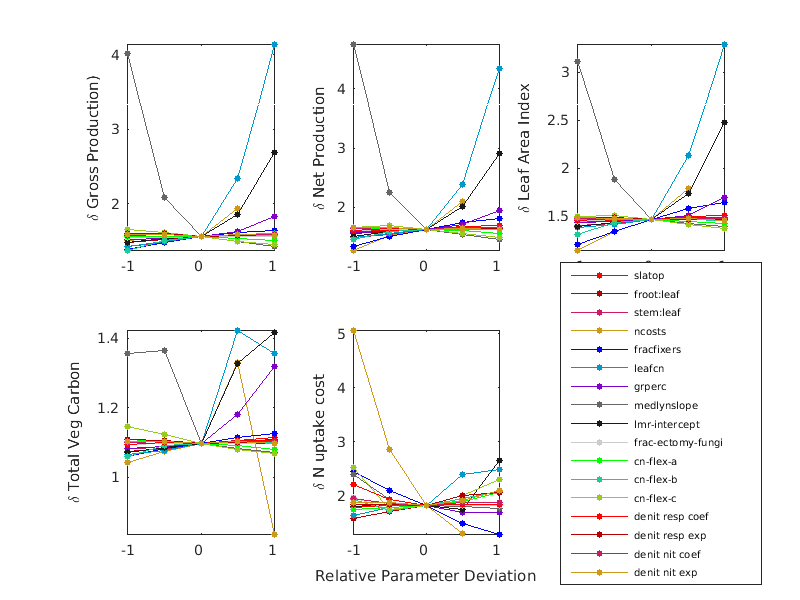 δ Gross Production)
4
3
2
-1 0 1
δ Net Production
4
3
2
-1 0 1
δ Leaf Area Index
3
2.5
2
1.5
-1 0 1
δ Total Veg Carbon
1.4
1.2
1
-1 0 1
δ N uptake cost
5
4
3
2
-1 0 1
Relative Parameter Deviation
slatop
froot:leaf
stem:leaf
ncosts
fracfixers
leafcn
grperc
medlynslope
lmr-intercept
frac-ectomy-fungi
cn-flex-a
cn-flex-b
cn-flex-c
denit resp coef
denit resp exp
denit nit coef
denit nit exp